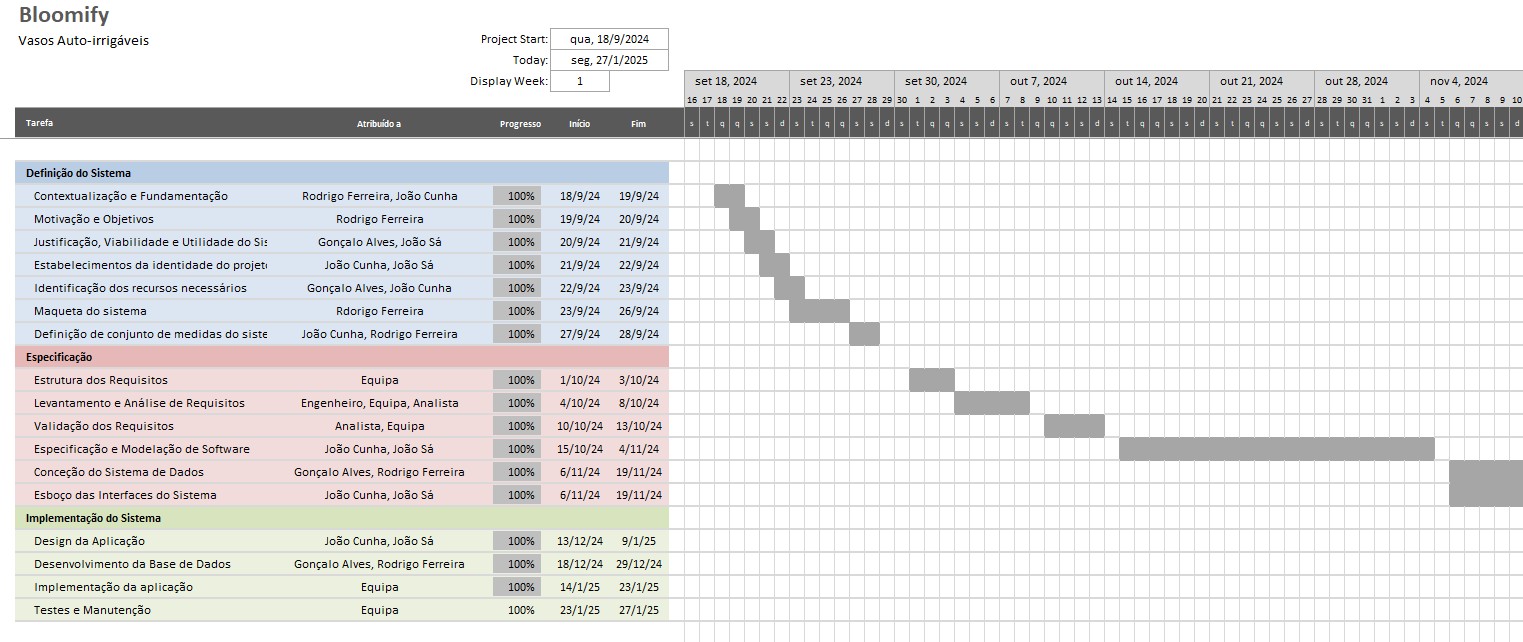 Bloomify
Vasos Auto-irrigáveis
Project Start: qua, 18/9/2024
Today: seg, 27/1/2025
Display Week: 1
set 18, 2024 set 23, 2024 set 30, 2024 out 7, 2024 out 14, 2024 out 21, 2024 out 28, 2024 nov 4, 2024
16 17 18 19 20 21 22 23 24 25 26 27 28 29 30 1 2 3 4 5 6 7 8 9 10 11 12 13 14 15 16 17 18 19 20 21 22 23 24 25 26 27 28 29 30 31 1 2 3 4 5 6 7 8 9 10
Tarefa Atribuído a Progresso Início Fim s t q q s s d s t q q s s d s t q q s s d s t q q s s d s t q q s s d s t q q s s d s t q q s s d s t q q s s d
Definição do Sistema
Contextualização e Fundamentação Rodrigo Ferreira, João Cunha 100% 18/9/24 19/9/24
Motivação e Objetivos Rodrigo Ferreira 100% 19/9/24 20/9/24
Justificação, Viabilidade e Utilidade do Sis Gonçalo Alves, João Sá 100% 20/9/24 21/9/24
Estabelecimentos da identidade do projeto João Cunha, João Sá 100% 21/9/24 22/9/24
Identificação dos recursos necessários Gonçalo Alves, João Cunha 100% 22/9/24 23/9/24
Maqueta do sistema Rdorigo Ferreira 100% 23/9/24 26/9/24
Definição de conjunto de medidas do siste João Cunha, Rodrigo Ferreira 100% 27/9/24 28/9/24
Especificação
Estrutura dos Requisitos Equipa 100% 1/10/24 3/10/24
Levantamento e Análise de Requisitos Engenheiro, Equipa, Analista 100% 4/10/24 8/10/24
Validação dos Requisitos Analista, Equipa 100% 10/10/24 13/10/24
Especificação e Modelação de Software João Cunha, João Sá 100% 15/10/24 4/11/24
Conceção do Sistema de Dados Gonçalo Alves, Rodrigo Ferreira 100% 6/11/24 19/11/24
Esboço das Interfaces do Sistema João Cunha, João Sá 100% 6/11/24 19/11/24
Implementação do Sistema
Design da Aplicação João Cunha, João Sá 100% 13/12/24 9/1/25
Desenvolvimento da Base de Dados Gonçalo Alves, Rodrigo Ferreira 100% 18/12/24 29/12/24
Implementação da aplicação Equipa 100% 14/1/25 23/1/25
Testes e Manutenção Equipa 100% 23/1/25 27/1/25